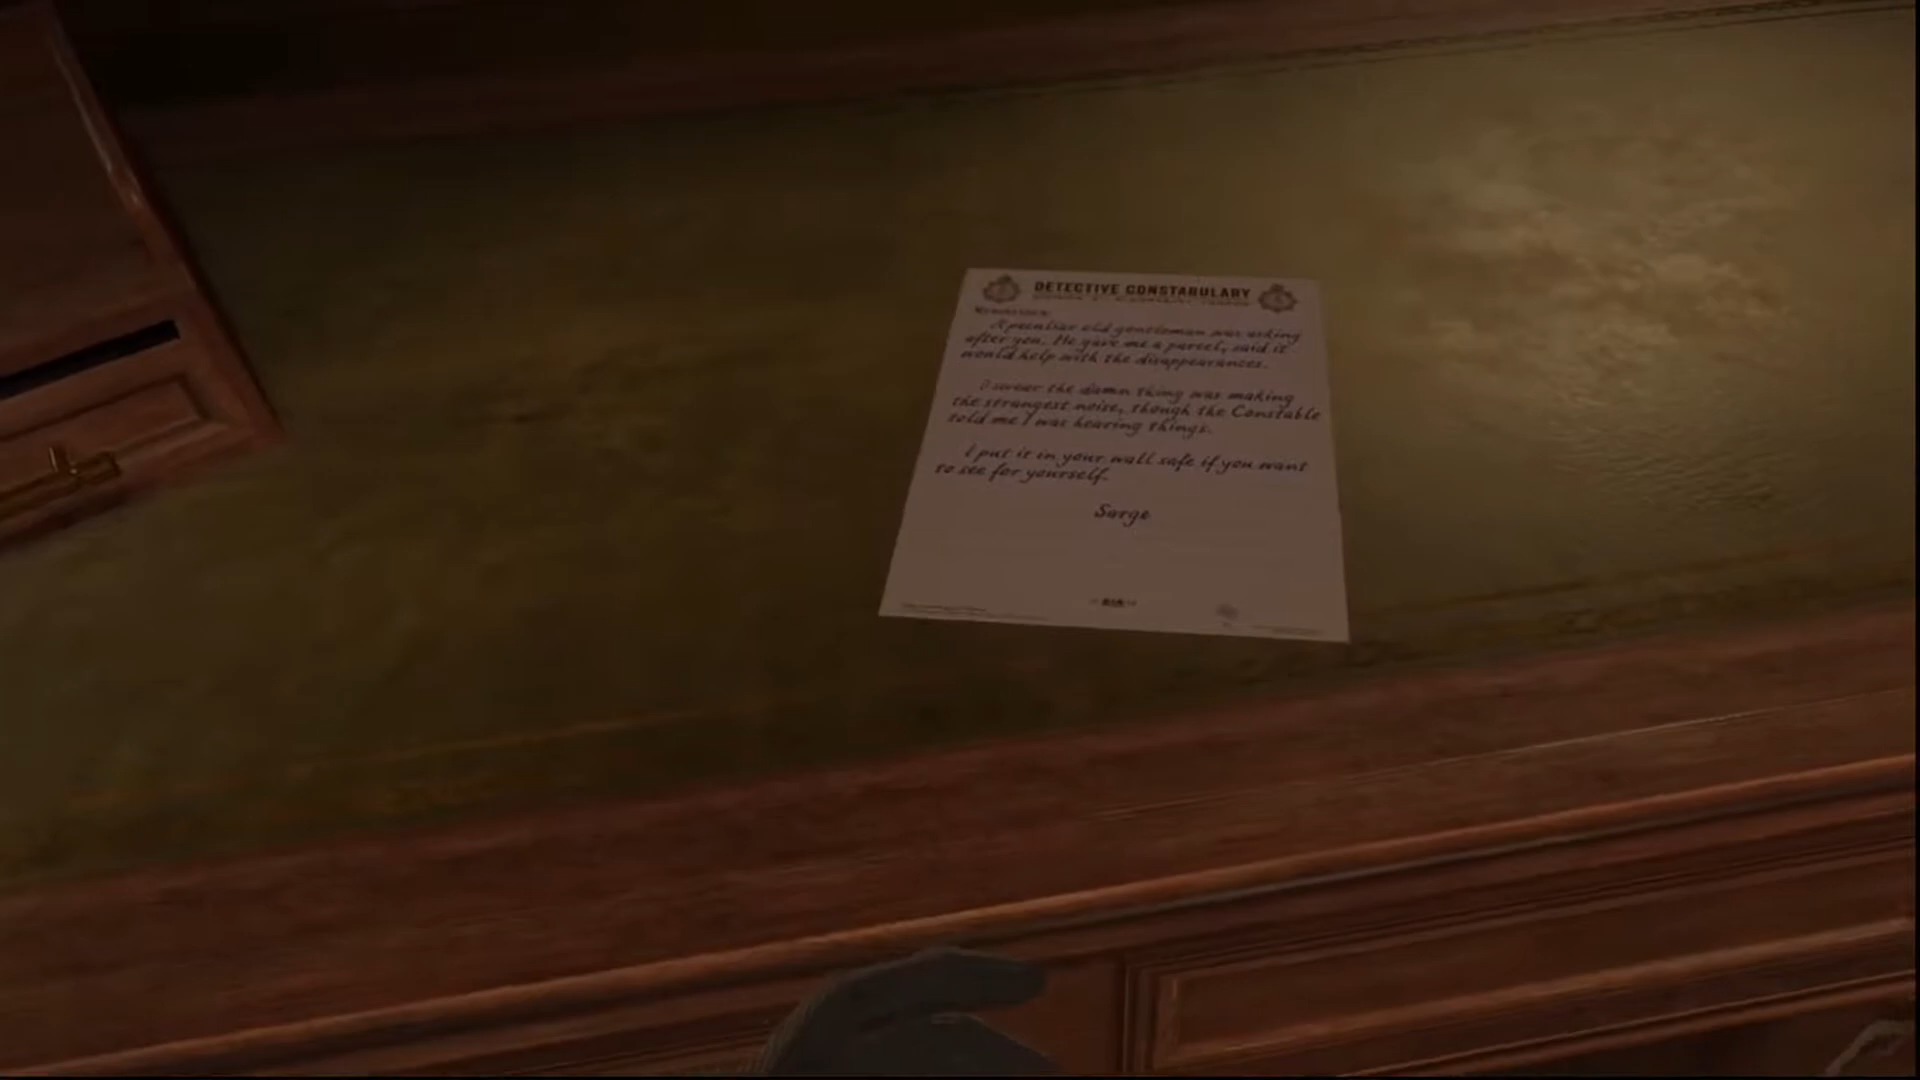 DETECTIVE CONSTABULARY
A peculiar old gentleman was asking
after you. He gave me a parcel, said it
would help with the disappearances.
I swear the damn thing was making
the strangest noise, though the Constable
told me I was hearing things.
I put it in your wall safe if you want
to see for yourself.
Sarge